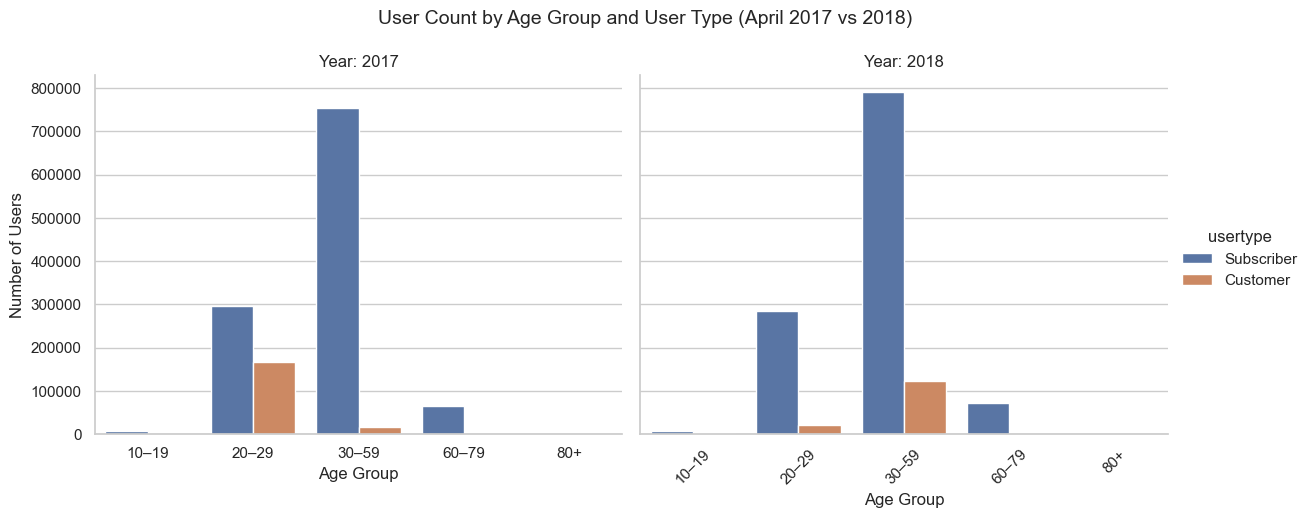 User Count by Age Group and User Type (April 2017 vs 2018)
Year: 2017
Year: 2018
Number of Users
800000
700000
600000
500000
400000
300000
200000
100000
0
10–19
20–29
30–59
60–79
80+
Age Group
10–19
20–29
30–59
60–79
80+
Age Group
usertype
Subscriber
Customer